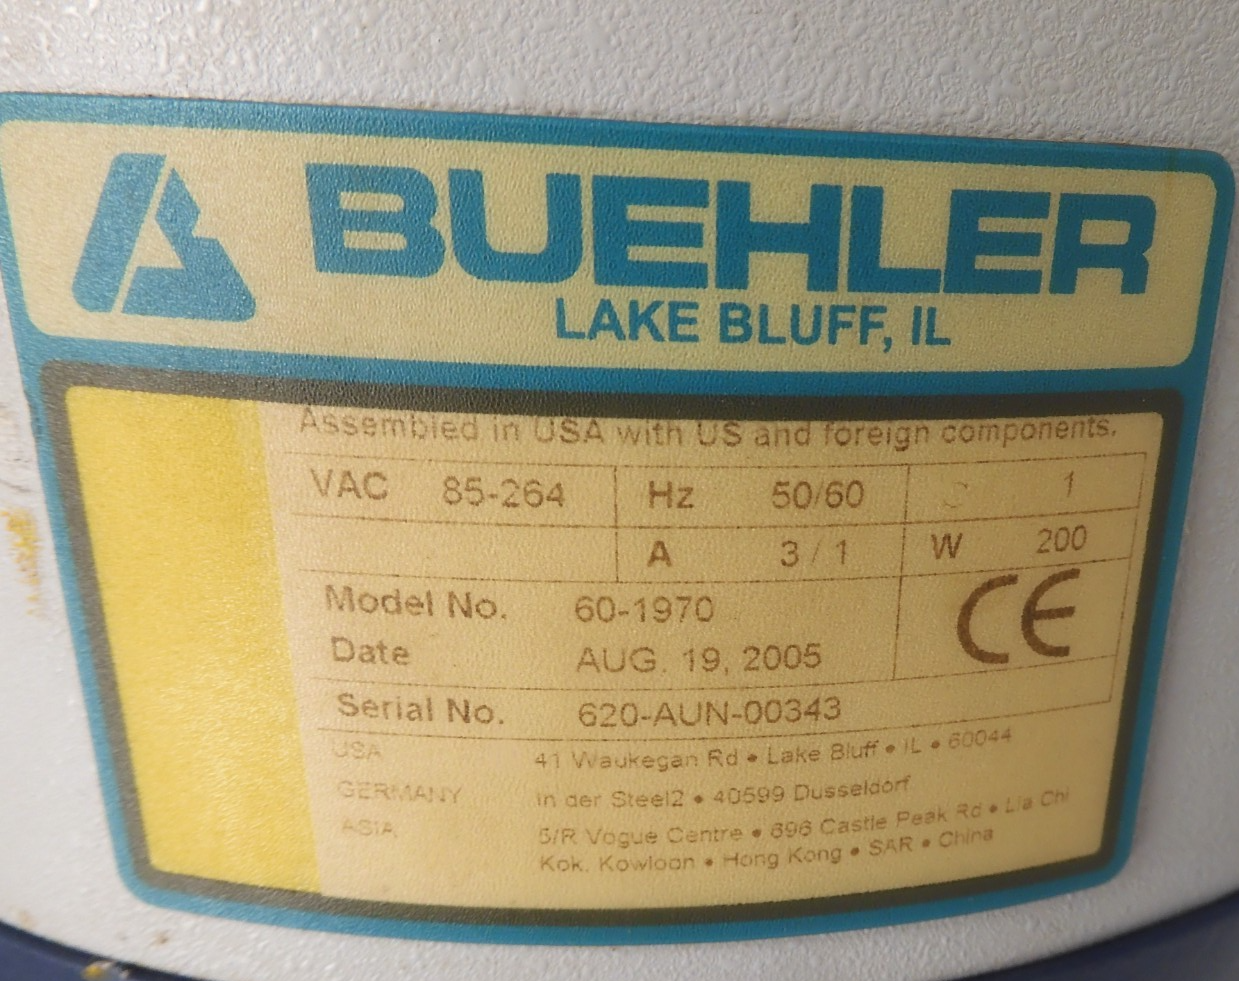 BUEHLER
LAKE BLUFF, IL
Assembled in USA with US and foreign components.
VAC 85-264 Hz 50/60 1
A 3 / 1 W 200
Model No. 60-1970
CE
Date AUG. 19, 2005
Serial No. 620-AUN-00343
USA 41 Waukegan Rd • Lake Bluff • IL • 60044
GERMANY In der Steel2 • 40599 Dusseldorf
ASIA 5/R Vogue Centre • 696 Castle Peak Rd • Lia Chi
Kok. Kowloon • Hong Kong • SAR • China